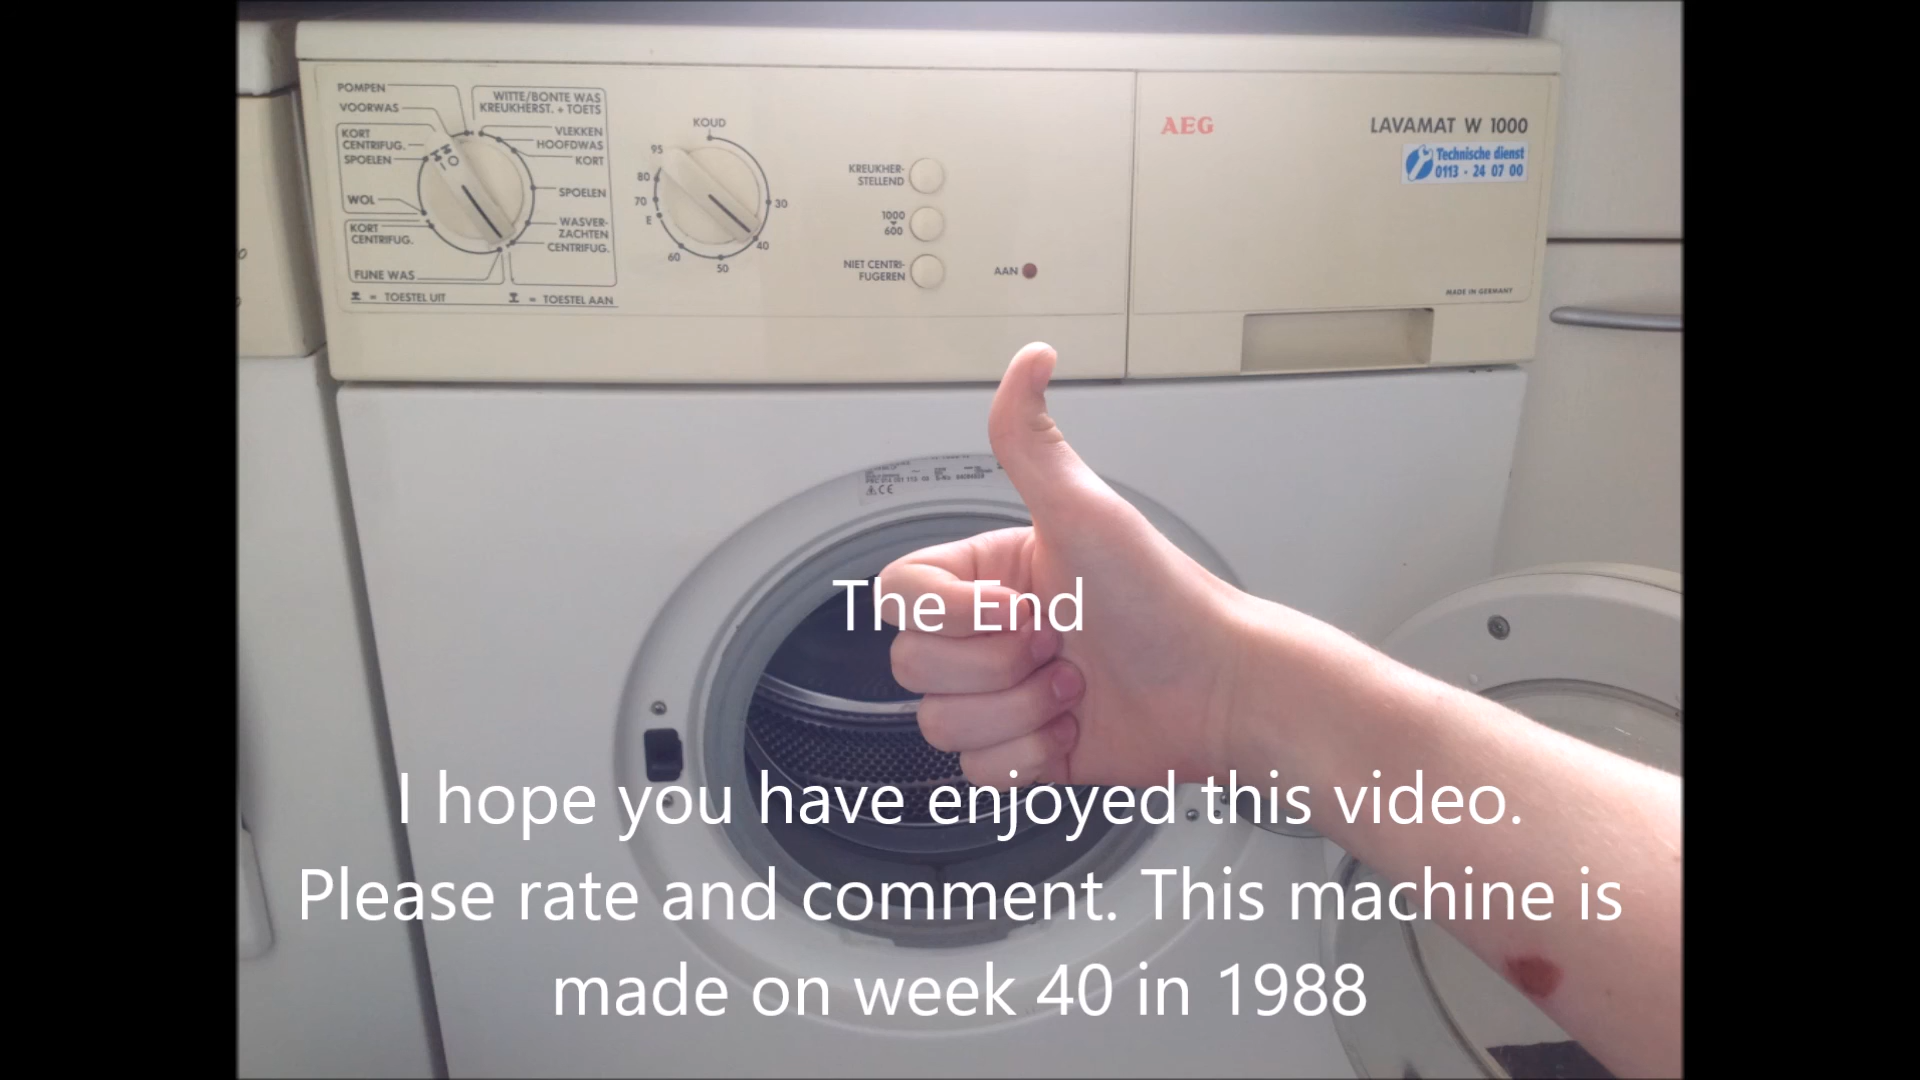 POMPEN
VOORWAS
KORT
CENTRIFUG.
SPOELEN
WOL
KORT
CENTRIFUG.
FIJNE WAS
= TOESTEL UIT
WITTE/BONTE WAS
KREUKHERST. + TOETS
VLEKKEN
HOOFDWAS
KORT
SPOELEN
WASVER-
ZACHTEN
CENTRIFUG.
= TOESTEL AAN
KOUD
95
80
70
E
60
50
40
30
KREUKHER-
STELLEND
1000
600
NIET CENTRI-
FUGEREN
AAN
AEG
LAVAMAT W 1000
Technische dienst
0113 - 24 07 00
MADE IN GERMANY
CE
The End
I hope you have enjoyed this video.
Please rate and comment. This machine is
made on week 40 in 1988